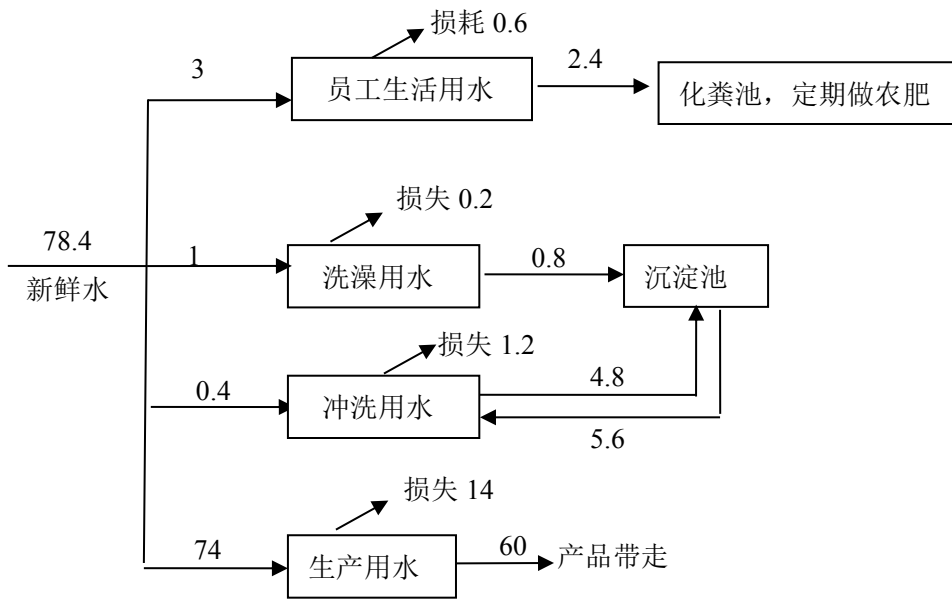 损耗 0.6
3
员工生活用水
2.4
化粪池，定期做农肥
损失 0.2
78.4
新鲜水
1
洗澡用水
0.8
沉淀池
损失 1.2
0.4
冲洗用水
4.8
5.6
损失 14
74
生产用水
60
产品带走